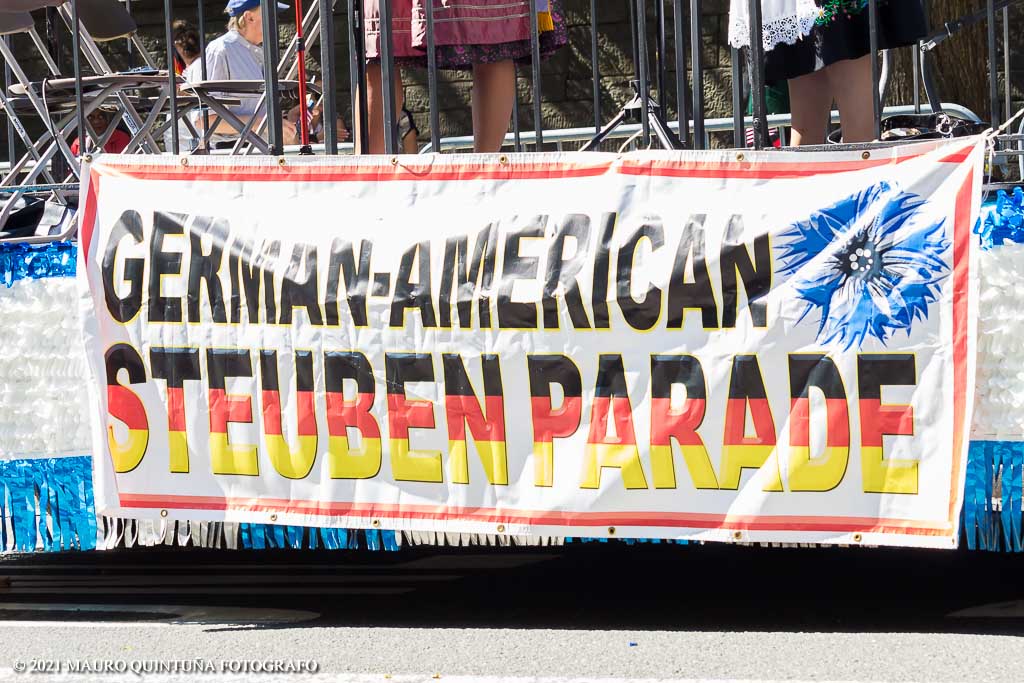 GERMAN-AMERICAN
STEUBEN PARADE
© 2021 MAURO QUINTUÑA FOTOGRAFO